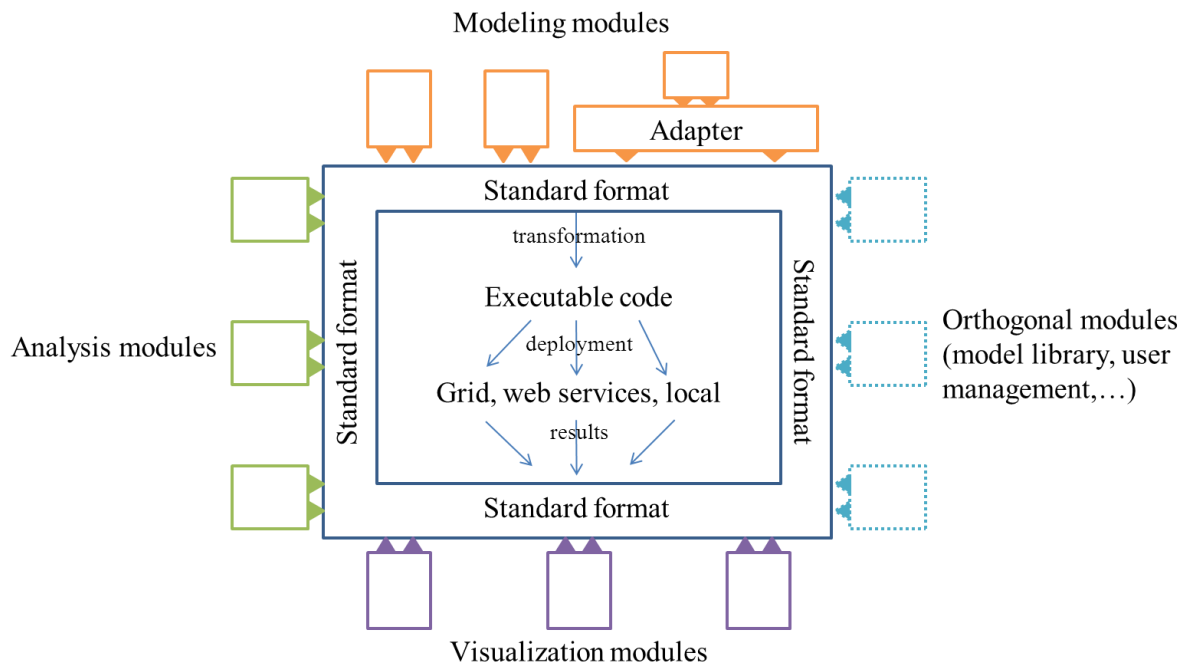 Modeling modules
Adapter
Standard format
transformation
Executable code
deployment
Grid, web services, local
results
Standard format
Standard format
Standard format
Analysis modules
Orthogonal modules
(model library, user
management,…)
Visualization modules